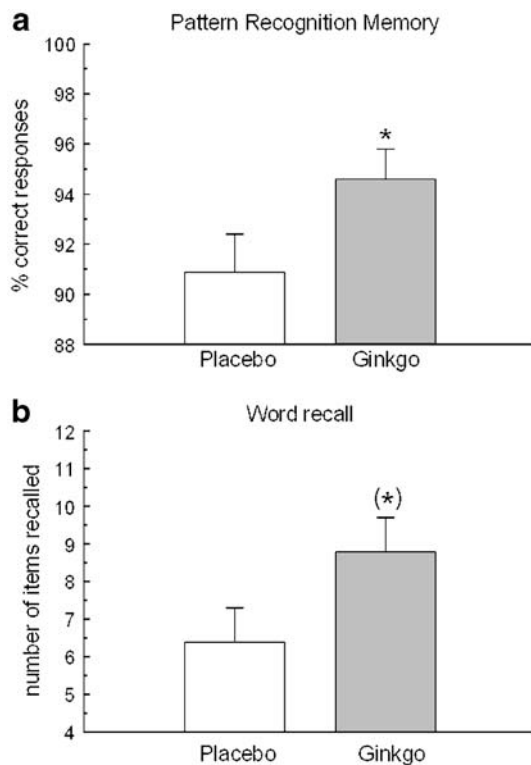 a
Pattern Recognition Memory
100
98
96
94
92
90
88
% correct responses
*
Placebo Ginkgo
b
Word recall
12
11
10
9
8
7
6
5
4
number of items recalled
(*)
Placebo Ginkgo